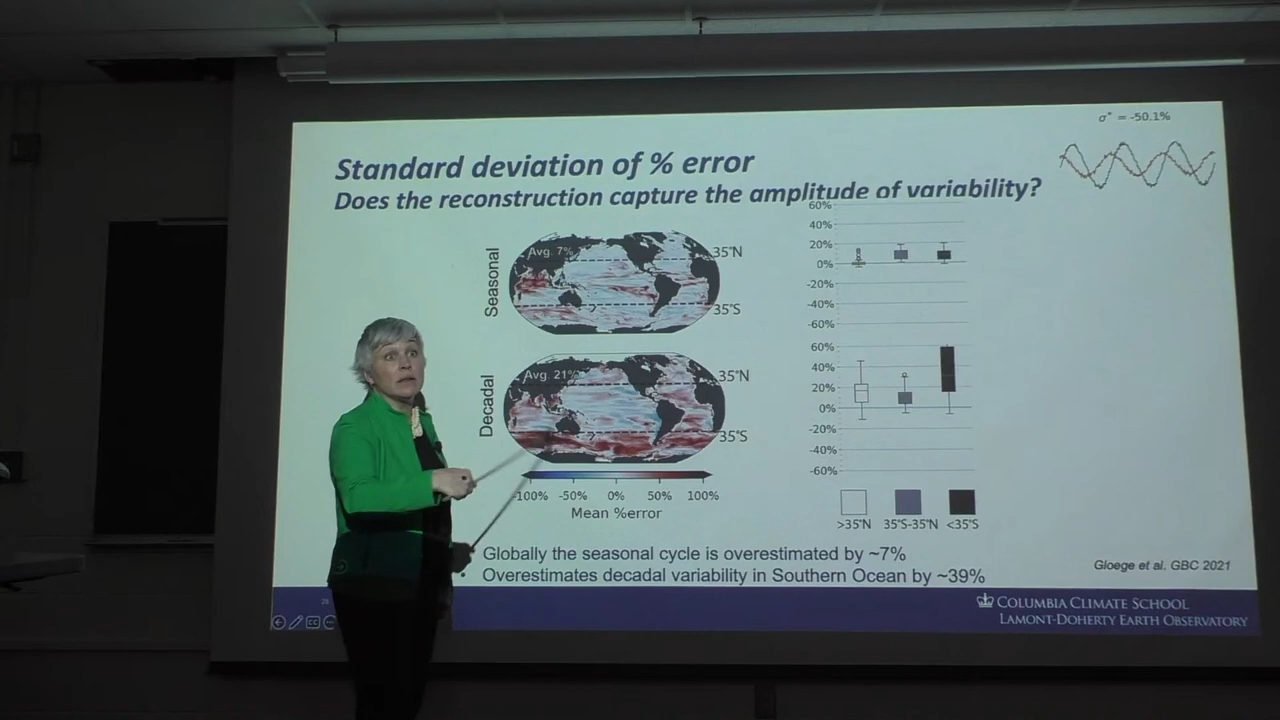 σ* = -50.1%
Standard deviation of % error
Does the reconstruction capture the amplitude of variability?
Seasonal
Avg. 7%
35°N
35°S
Decadal
Avg. 21%
35°N
35°S
-100% -50% 0% 50% 100%
Mean %error
60%
40%
20%
0%
-20%
-40%
-60%
60%
40%
20%
0%
-20%
-40%
-60%
>35°N 35°S-35°N <35°S
Globally the seasonal cycle is overestimated by ~7%
• Overestimates decadal variability in Southern Ocean by ~39%
Gloege et al. GBC 2021
COLUMBIA CLIMATE SCHOOL
LAMONT-DOHERTY EARTH OBSERVATORY
CC